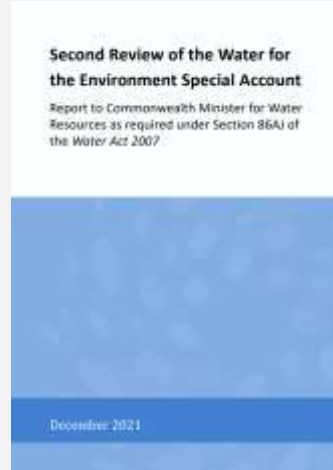 Second Review of the Water for
the Environment Special Account
Report to Commonwealth Minister for Water
Resources as required under Section 86AJ of
the Water Act 2007
December 2021